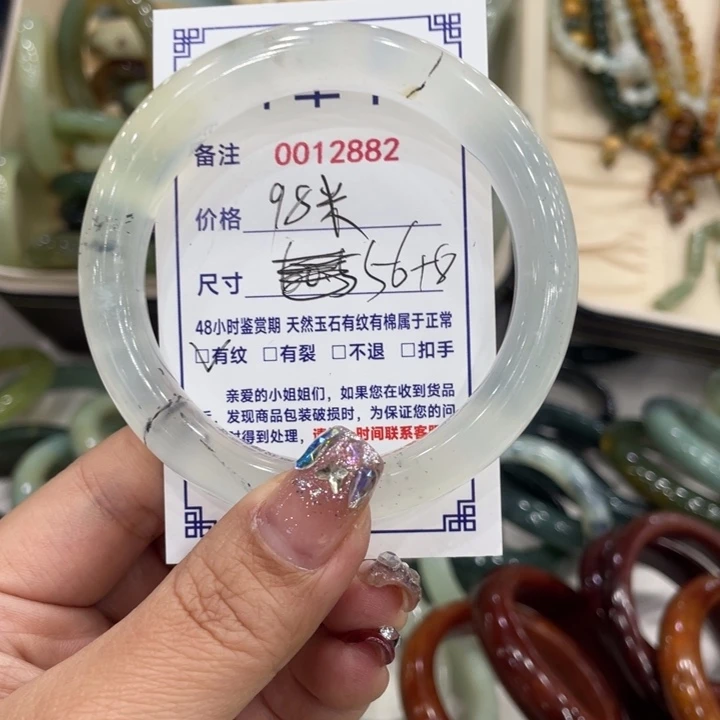 备注 0012882
价格 98米
尺寸 56+8
48小时鉴赏期 天然玉石有纹有棉属于正常
☑有纹 □有裂 □不退 □扣手
亲爱的小姐姐们，如果您在收到货品
发现商品包装破损时，为保证您的问
得到处理，请 时间联系客服